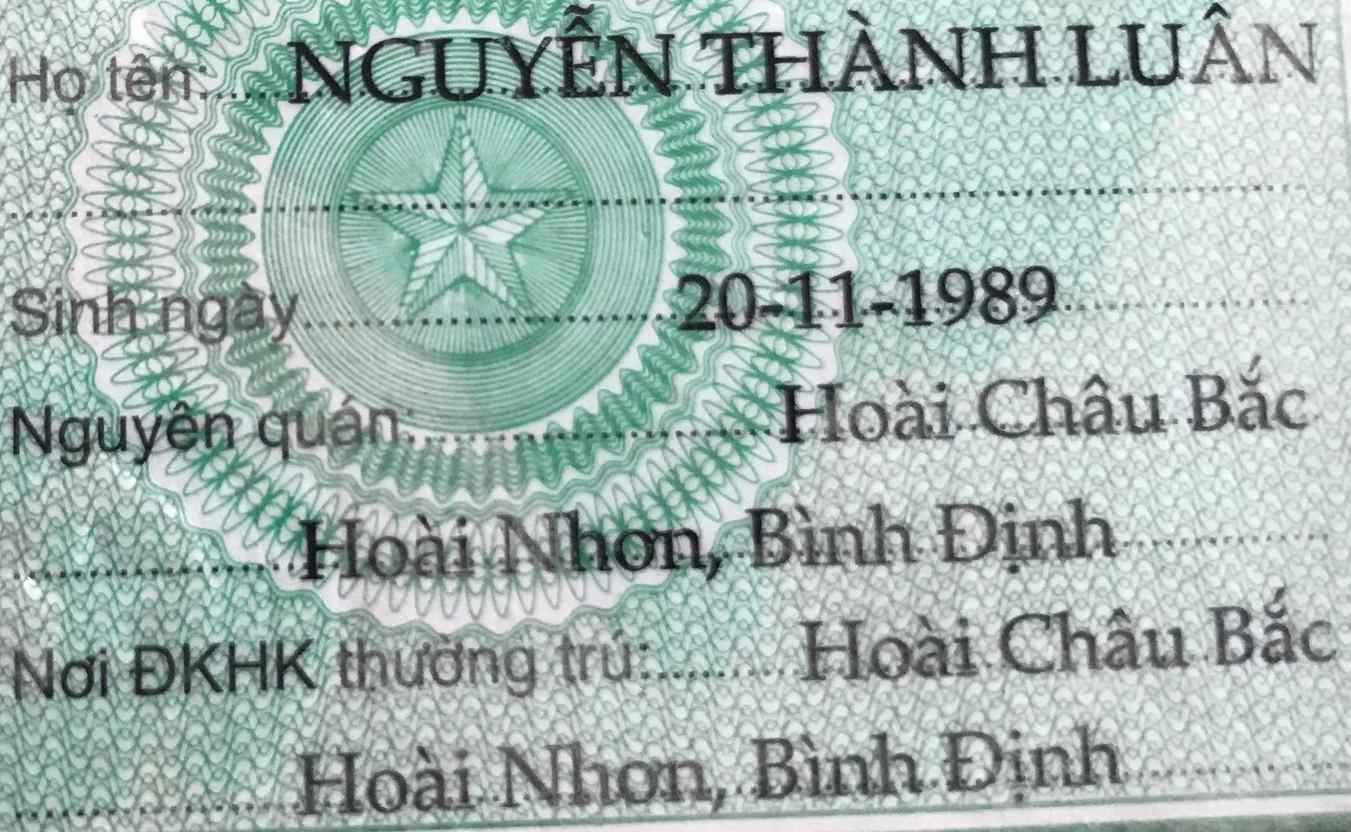 Họ tên: NGUYỄN THÀNH LUÂN
Sinh ngày 20-11-1989
Nguyên quán: Hoài Châu Bắc
Hoài Nhơn, Bình Định
Nơi ĐKHK thường trú: Hoài Châu Bắc
Hoài Nhơn, Bình Định